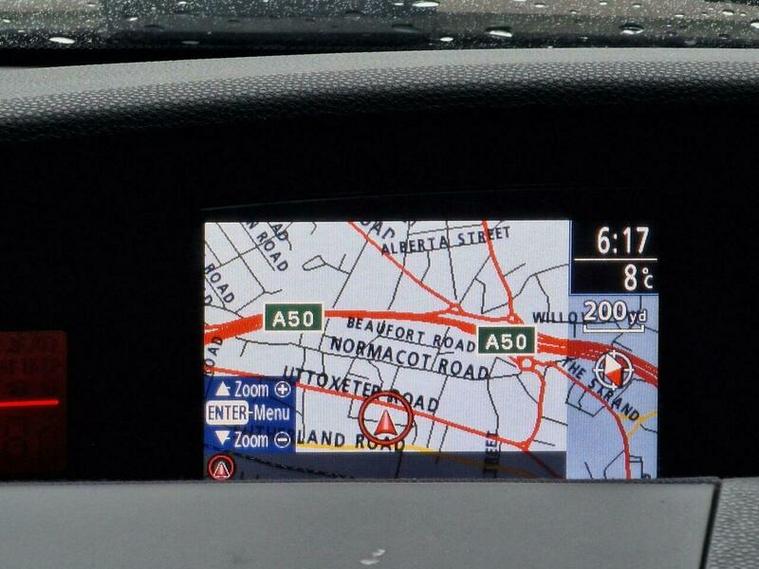 6:17
8°c
200yd
ALBERTA STREET
ROAD
ROAD
A50
BEAUFORT ROAD
A50
NORMACOT ROAD
THE STRAND
UTTOXETER ROAD
Zoom +
ENTER-Menu
Zoom −
LAND ROAD